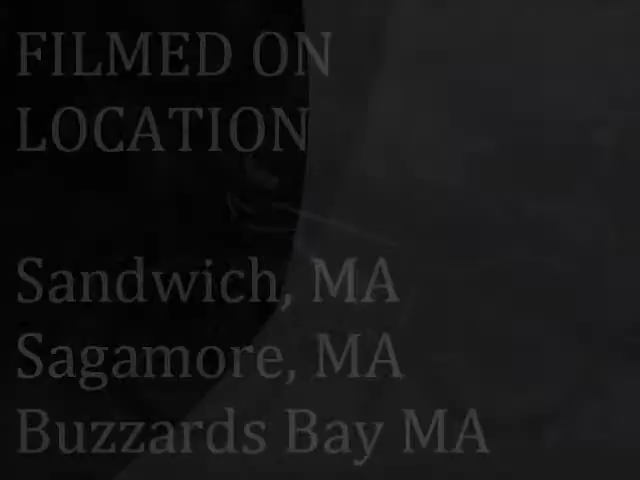 FILMED ON
LOCATION
Sandwich, MA
Sagamore, MA
Buzzards Bay MA